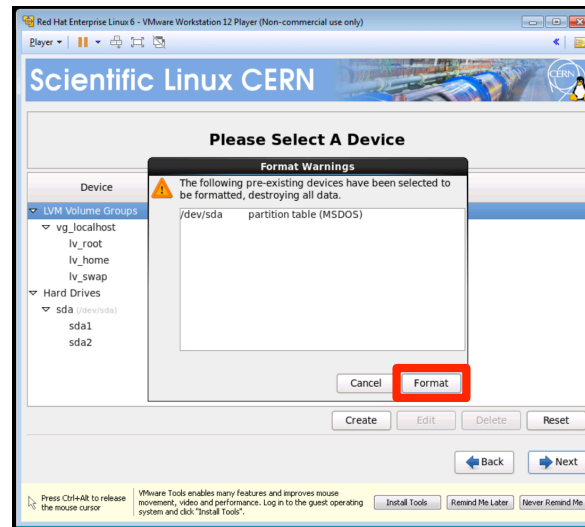 Red Hat Enterprise Linux 6 - VMware Workstation 12 Player (Non-commercial use only)
Player
Scientific Linux CERN
CERN
Please Select A Device
Format Warnings
The following pre-existing devices have been selected to
be formatted, destroying all data.
/dev/sda partition table (MSDOS)
Device
LVM Volume Groups
vg_localhost
lv_root
lv_home
lv_swap
Hard Drives
sda (/dev/sda)
sda1
sda2
Cancel Format
Create Edit Delete Reset
Back Next
Press Ctrl+Alt to release
the mouse cursor
VMware Tools enables many features and improves mouse
movement, video and performance. Log in to the guest operating
system and click "Install Tools".
Install Tools Remind Me Later Never Remind Me